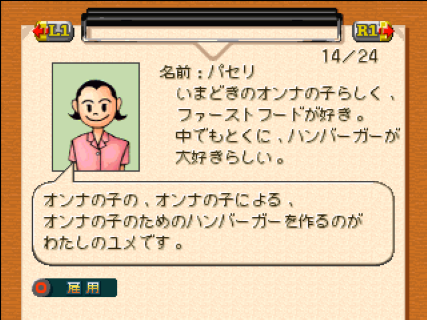 L1
R1
14/24
名前：パセリ
いまどきのオンナの子らしく、
ファーストフードが好き。
中でもとくに、ハンバーガーが
大好きらしい。
オンナの子の、オンナの子による、
オンナの子のためのハンバーガーを作るのが
わたしのユメです。
雇用